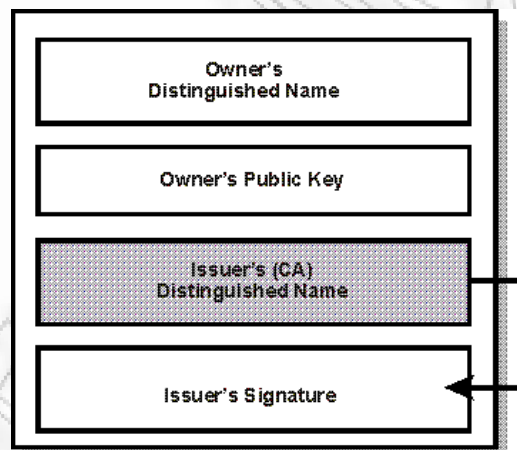 Owner's
Distinguished Name
Owner's Public Key
Issuer's (CA)
Distinguished Name
Issuer's Signature